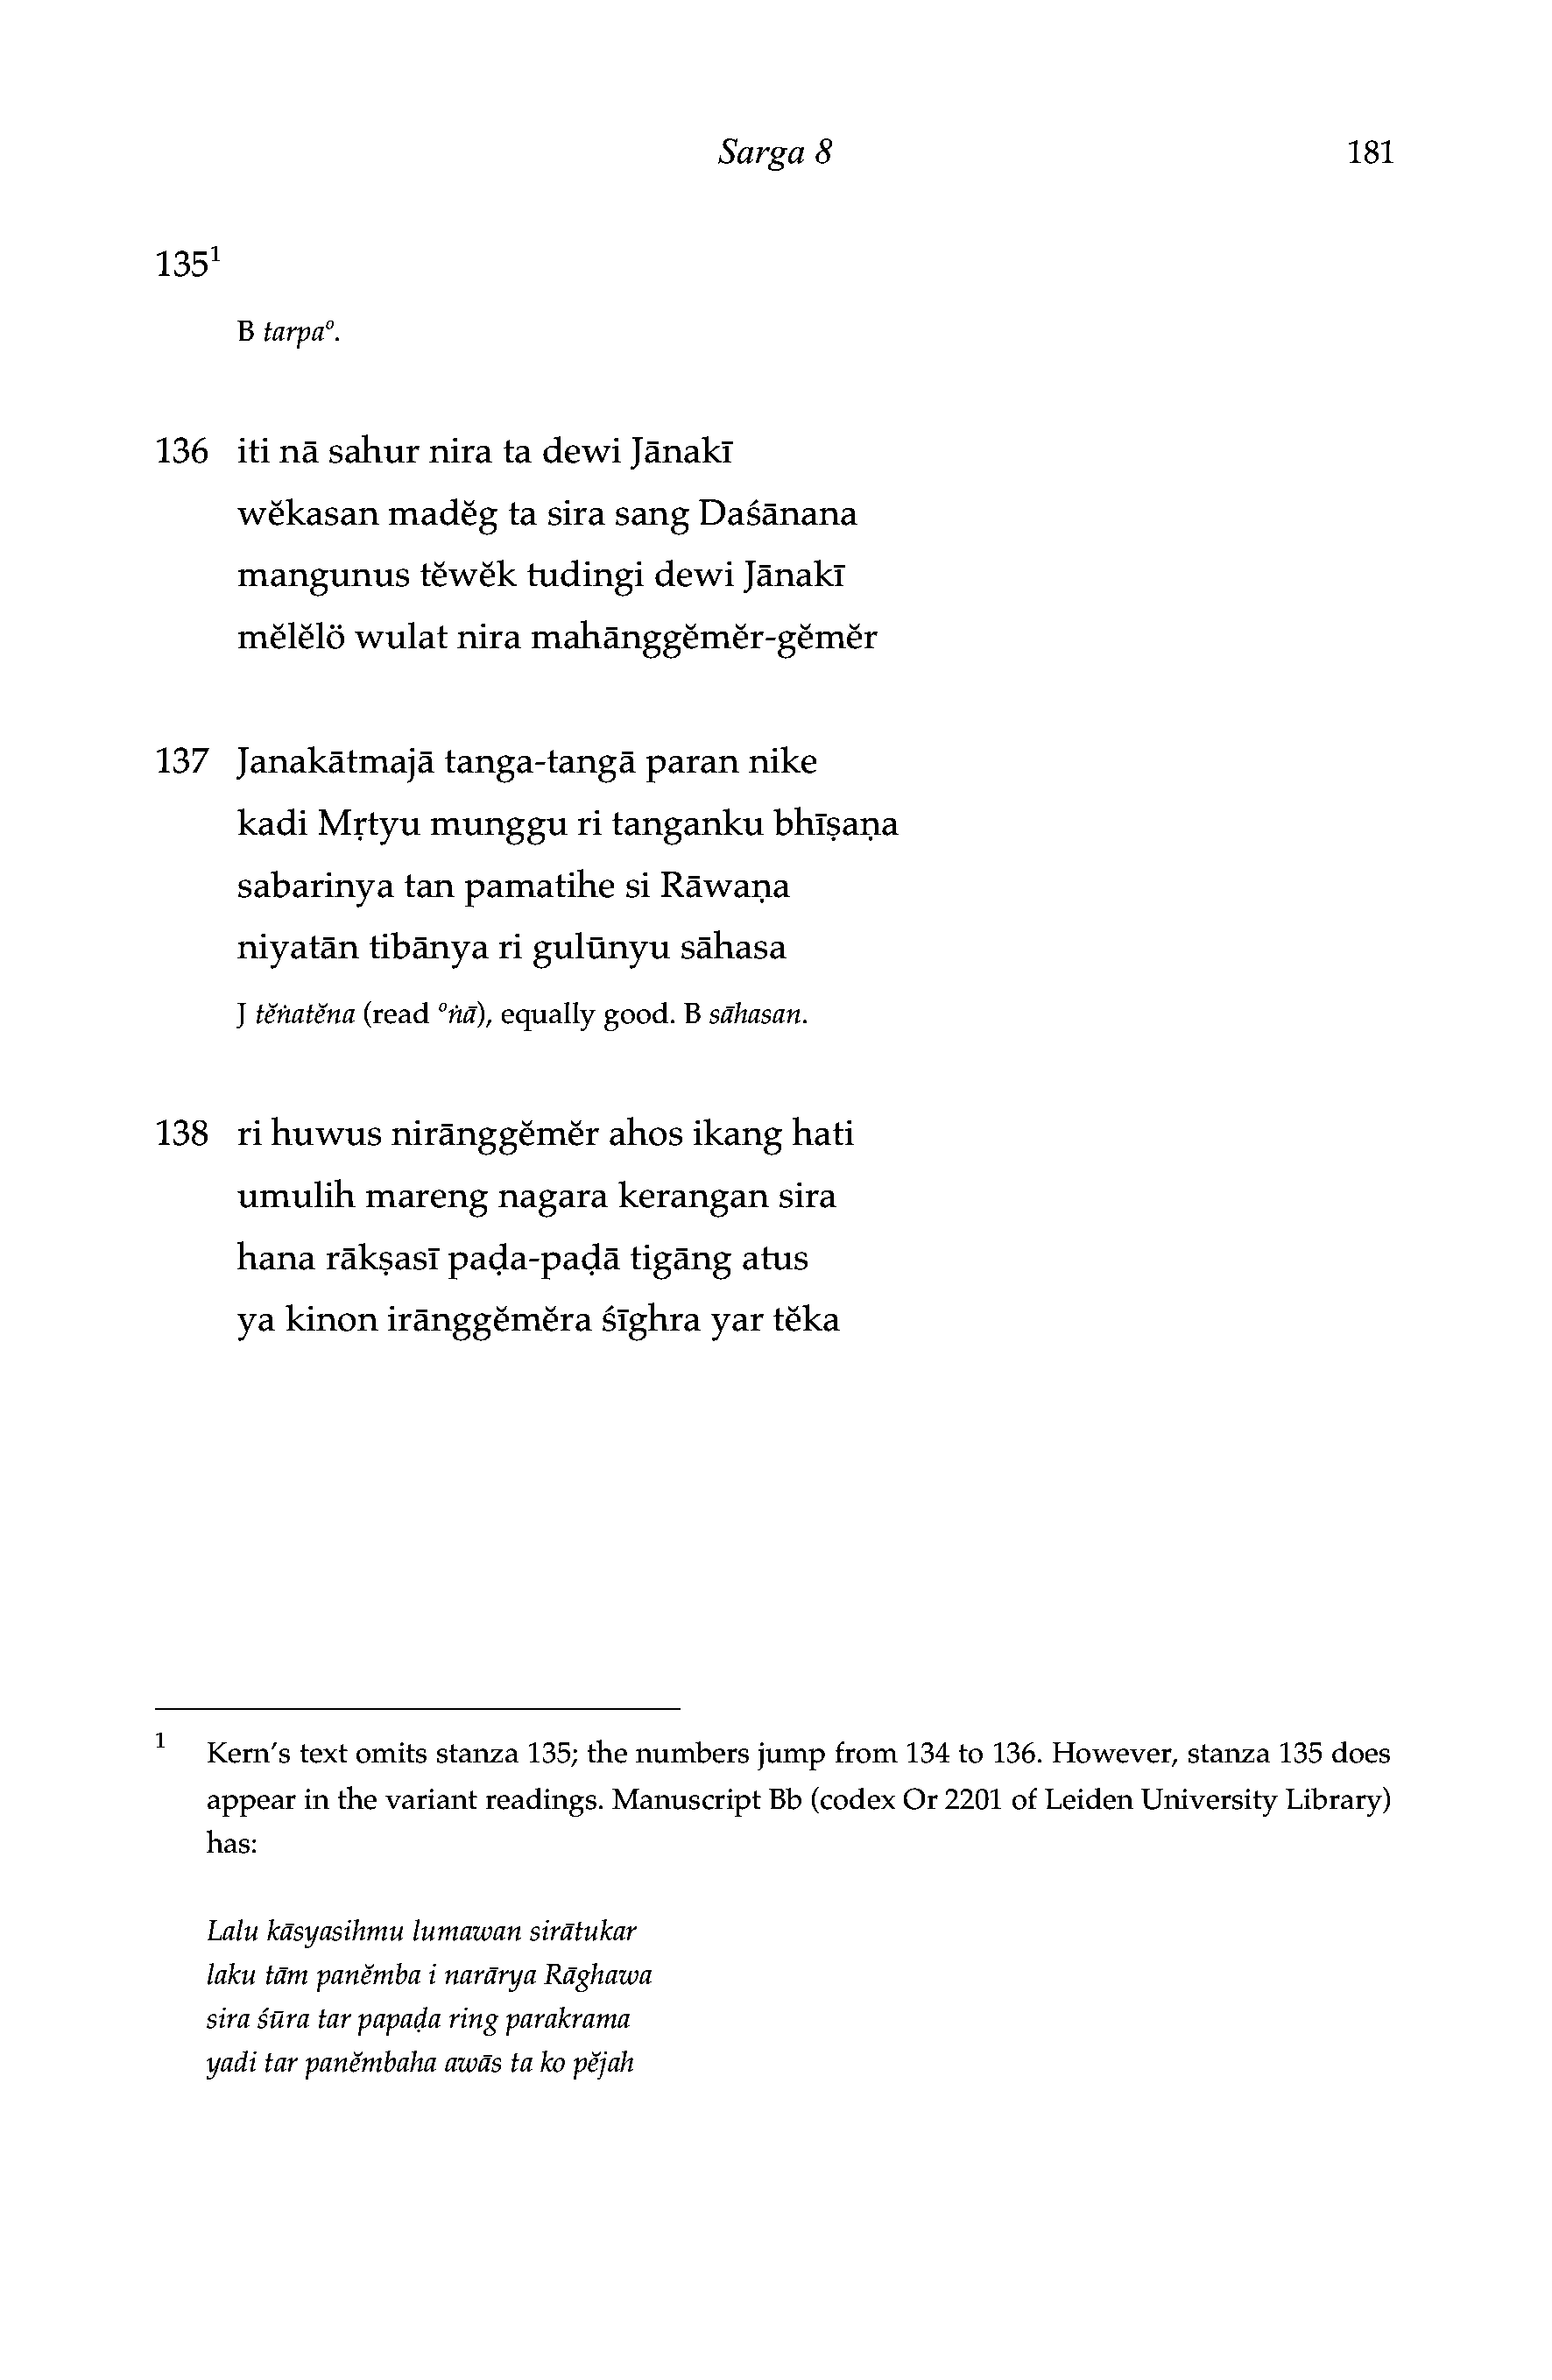 Sarga 8 181
135¹
B tarpaº.
136 iti nā sahur nira ta dewi Jānakī
wĕkasan madĕg ta sira sang Daśānana
mangunus tĕwĕk tudingi dewi Jānakī
mĕlĕlö wulat nira mahānggĕmĕr-gĕmĕr
137 Janakātmajā tanga-tangā paran nike
kadi Mṛtyu munggu ri tanganku bhīṣaṇa
sabarinya tan pamatihe si Rāwaṇa
niyatān tibānya ri gulūnyu sāhasa
J tĕṅatĕna (read ºṅā), equally good. B sāhasan.
138 ri huwus nirānggĕmĕr ahos ikang hati
umulih mareng nagara kerangan sira
hana rākṣasī paḍa-paḍā tigāng atus
ya kinon irānggĕmĕra śīghra yar tĕka
¹ Kern's text omits stanza 135; the numbers jump from 134 to 136. However, stanza 135 does
appear in the variant readings. Manuscript Bb (codex Or 2201 of Leiden University Library)
has:
Lalu kāsyasihmu lumawan sirātukar
laku tām panĕmba i narārya Rāghawa
sira śūra tar papaḍa ring parakrama
yadi tar panĕmbaha awās ta ko pĕjah